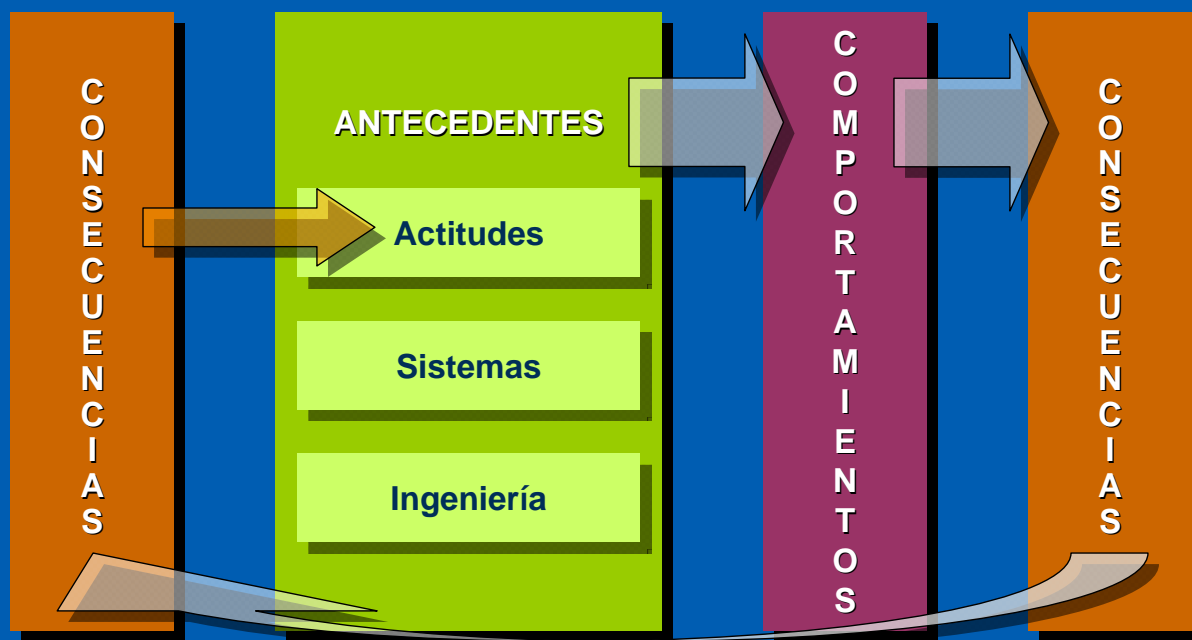 CONSECUENCIAS
ANTECEDENTES
Actitudes
Sistemas
Ingeniería
COMPORTAMIENTOS
CONSECUENCIAS